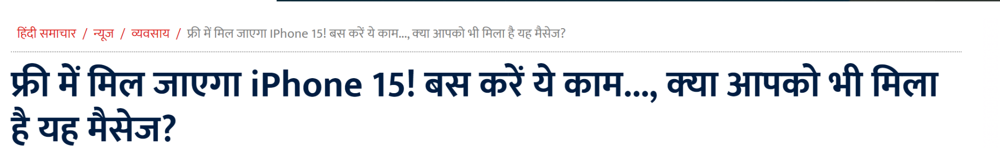 हिंदी समाचार / न्यूज / व्यवसाय / फ्री में मिल जाएगा IPhone 15! बस करें ये काम..., क्या आपको भी मिला है यह मैसेज?
फ्री में मिल जाएगा iPhone 15! बस करें ये काम..., क्या आपको भी मिला
है यह मैसेज?